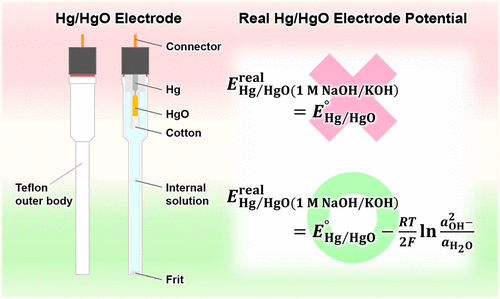 Hg/HgO Electrode
Connector
Hg
HgO
Cotton
Teflon
outer body
Internal
solution
Frit
Real Hg/HgO Electrode Potential
E^real_Hg/HgO(1 M NaOH/KOH)
= E°_Hg/HgO
E^real_Hg/HgO(1 M NaOH/KOH)
= E°_Hg/HgO − RT/2F ln a²_OH⁻/a_H₂O